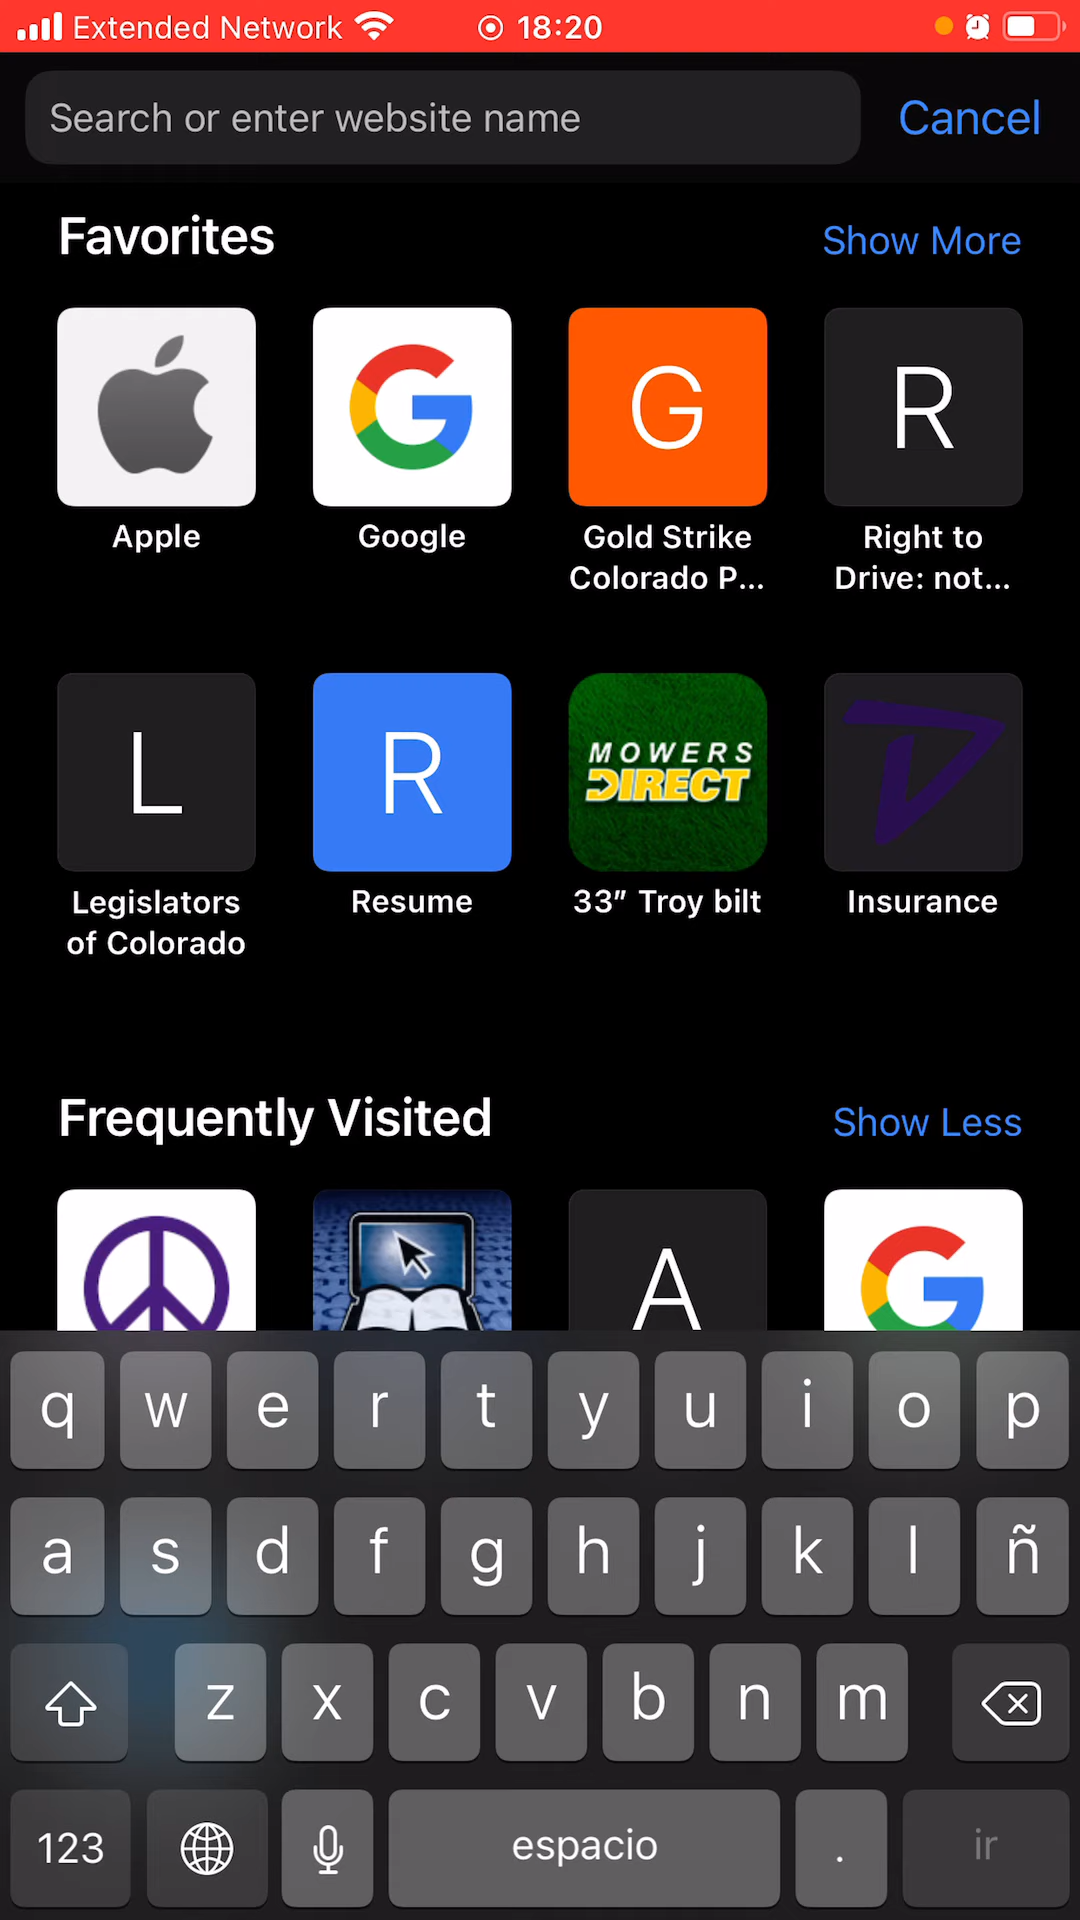 Extended Network 18:20
Search or enter website name Cancel
Favorites Show More
G R
Apple Google Gold Strike Right to
Colorado P... Drive: not...
L R MOWERS
DIRECT
Legislators Resume 33” Troy bilt Insurance
of Colorado
Frequently Visited Show Less
A
q w e r t y u i o p
a s d f g h j k l ñ
z x c v b n m
123 espacio . ir